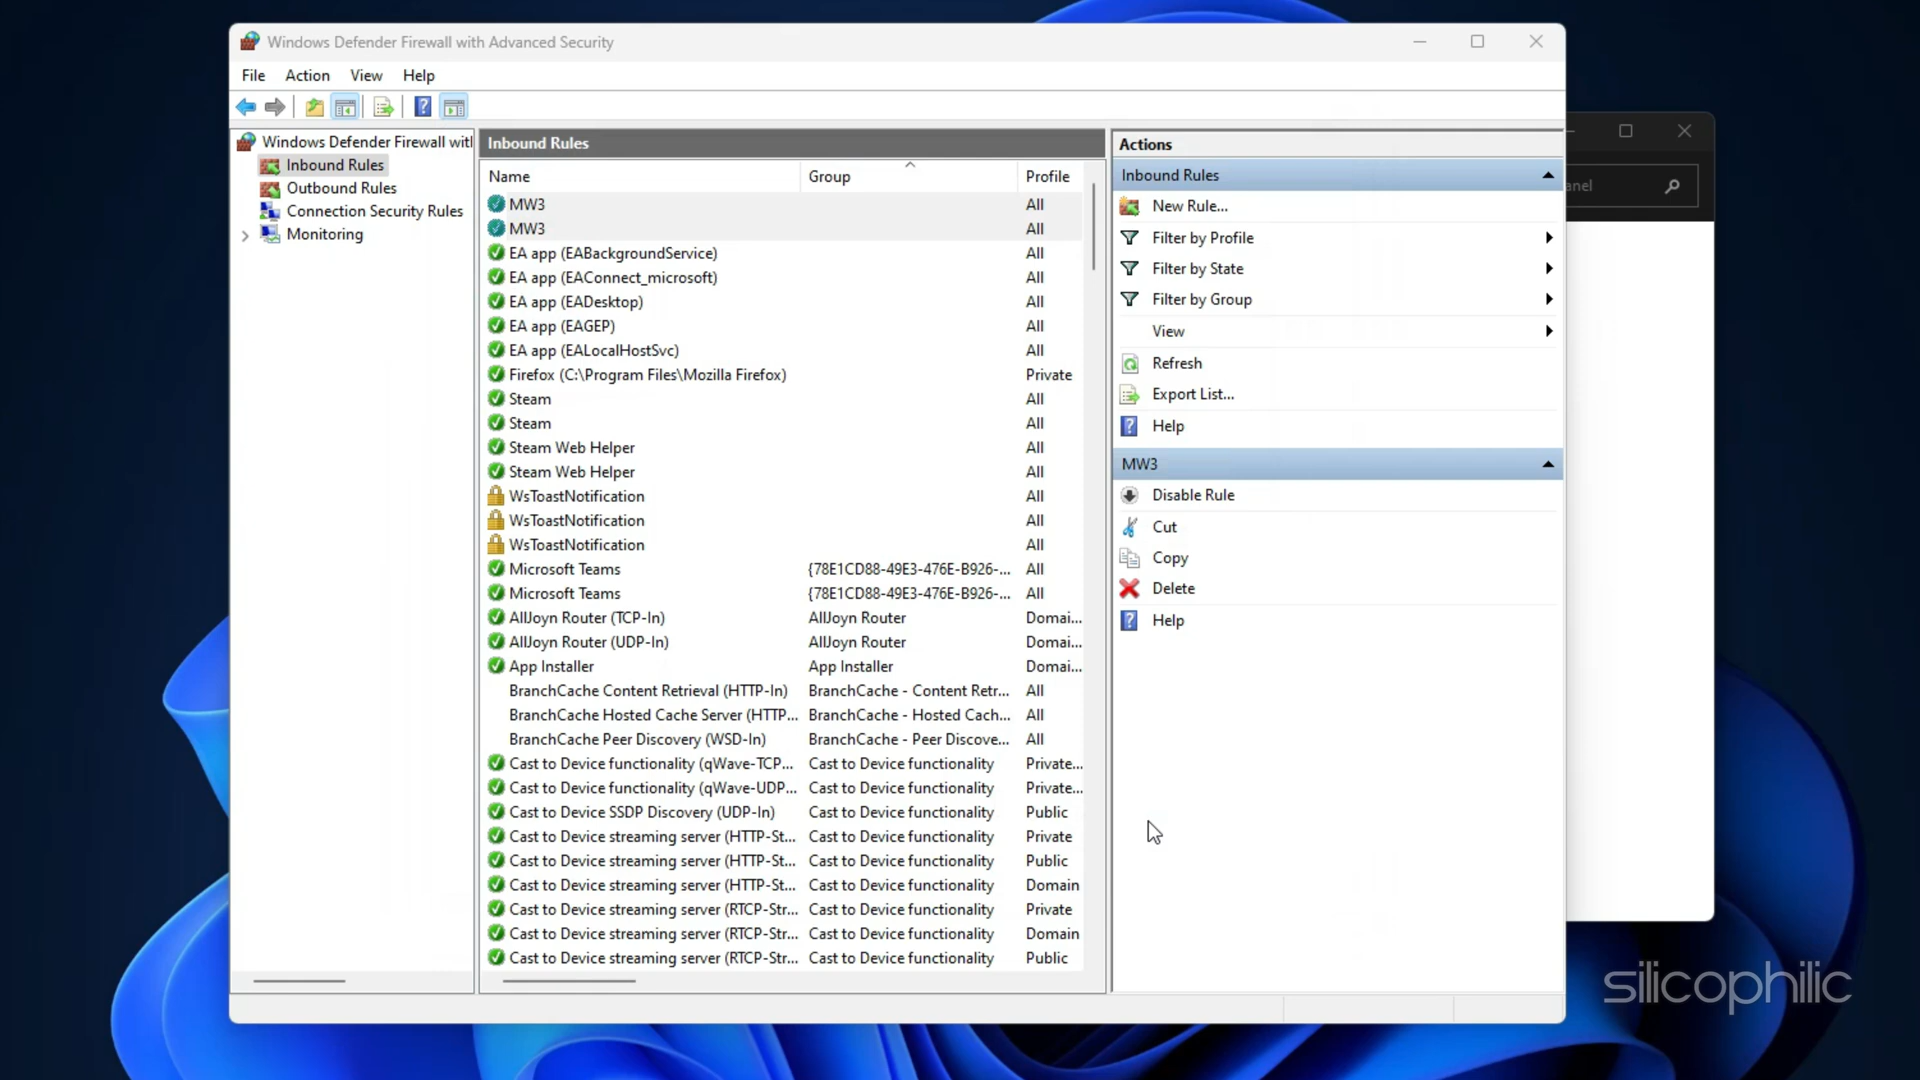 Windows Defender Firewall with Advanced Security
File Action View Help
Windows Defender Firewall wit
Inbound Rules
Outbound Rules
Connection Security Rules
Monitoring
Inbound Rules
Name Group Profile
MW3 All
MW3 All
EA app (EABackgroundService) All
EA app (EAConnect_microsoft) All
EA app (EADesktop) All
EA app (EAGEP) All
EA app (EALocalHostSvc) All
Firefox (C:\Program Files\Mozilla Firefox) Private
Steam All
Steam All
Steam Web Helper All
Steam Web Helper All
WsToastNotification All
WsToastNotification All
WsToastNotification All
Microsoft Teams {78E1CD88-49E3-476E-B926-... All
Microsoft Teams {78E1CD88-49E3-476E-B926-... All
AllJoyn Router (TCP-In) AllJoyn Router Domai...
AllJoyn Router (UDP-In) AllJoyn Router Domai...
App Installer App Installer Domai...
BranchCache Content Retrieval (HTTP-In) BranchCache - Content Retr... All
BranchCache Hosted Cache Server (HTTP... BranchCache - Hosted Cach... All
BranchCache Peer Discovery (WSD-In) BranchCache - Peer Discove... All
Cast to Device functionality (qWave-TCP... Cast to Device functionality Private...
Cast to Device functionality (qWave-UDP... Cast to Device functionality Private...
Cast to Device SSDP Discovery (UDP-In) Cast to Device functionality Public
Cast to Device streaming server (HTTP-St... Cast to Device functionality Private
Cast to Device streaming server (HTTP-St... Cast to Device functionality Public
Cast to Device streaming server (HTTP-St... Cast to Device functionality Domain
Cast to Device streaming server (RTCP-Str... Cast to Device functionality Private
Cast to Device streaming server (RTCP-Str... Cast to Device functionality Domain
Cast to Device streaming server (RTCP-Str... Cast to Device functionality Public
Actions
Inbound Rules
New Rule...
Filter by Profile
Filter by State
Filter by Group
View
Refresh
Export List...
Help
MW3
Disable Rule
Cut
Copy
Delete
Help
anel
silicophilic